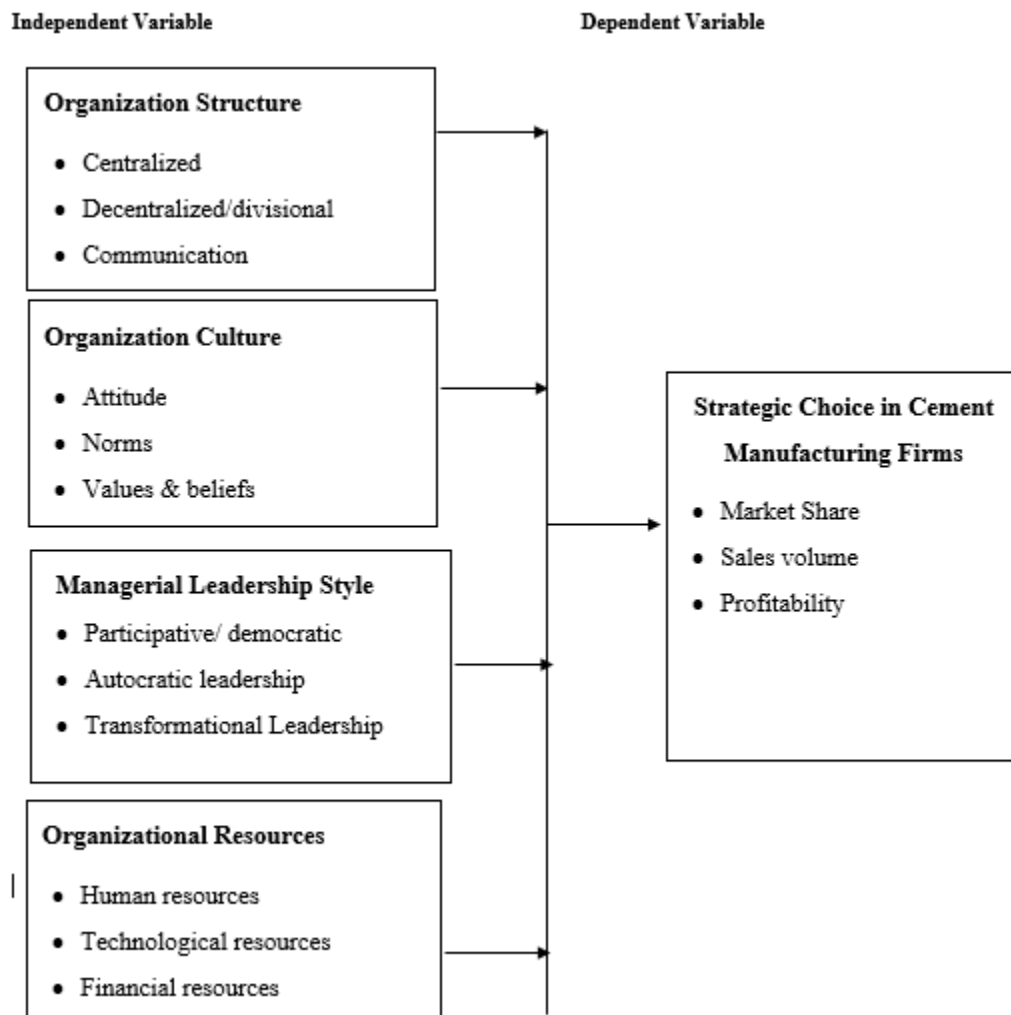 Independent Variable
Dependent Variable
Organization Structure
● Centralized
● Decentralized/divisional
● Communication
Organization Culture
● Attitude
● Norms
● Values & beliefs
Managerial Leadership Style
● Participative/ democratic
● Autocratic leadership
● Transformational Leadership
Organizational Resources
● Human resources
● Technological resources
● Financial resources
Strategic Choice in Cement
Manufacturing Firms
● Market Share
● Sales volume
● Profitability